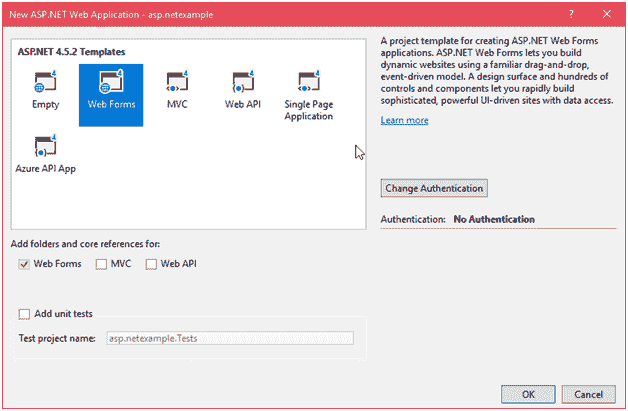 New ASP.NET Web Application - asp.netexample
ASP.NET 4.5.2 Templates
Empty
Web Forms
MVC
Web API
Single Page
Application
Azure API App
A project template for creating ASP.NET Web Forms
applications. ASP.NET Web Forms lets you build
dynamic websites using a familiar drag-and-drop,
event-driven model. A design surface and hundreds of
controls and components let you rapidly build
sophisticated, powerful UI-driven sites with data access.
Learn more
Change Authentication
Authentication: No Authentication
Add folders and core references for:
Web Forms MVC Web API
Add unit tests
Test project name: asp.netexample.Tests
OK Cancel